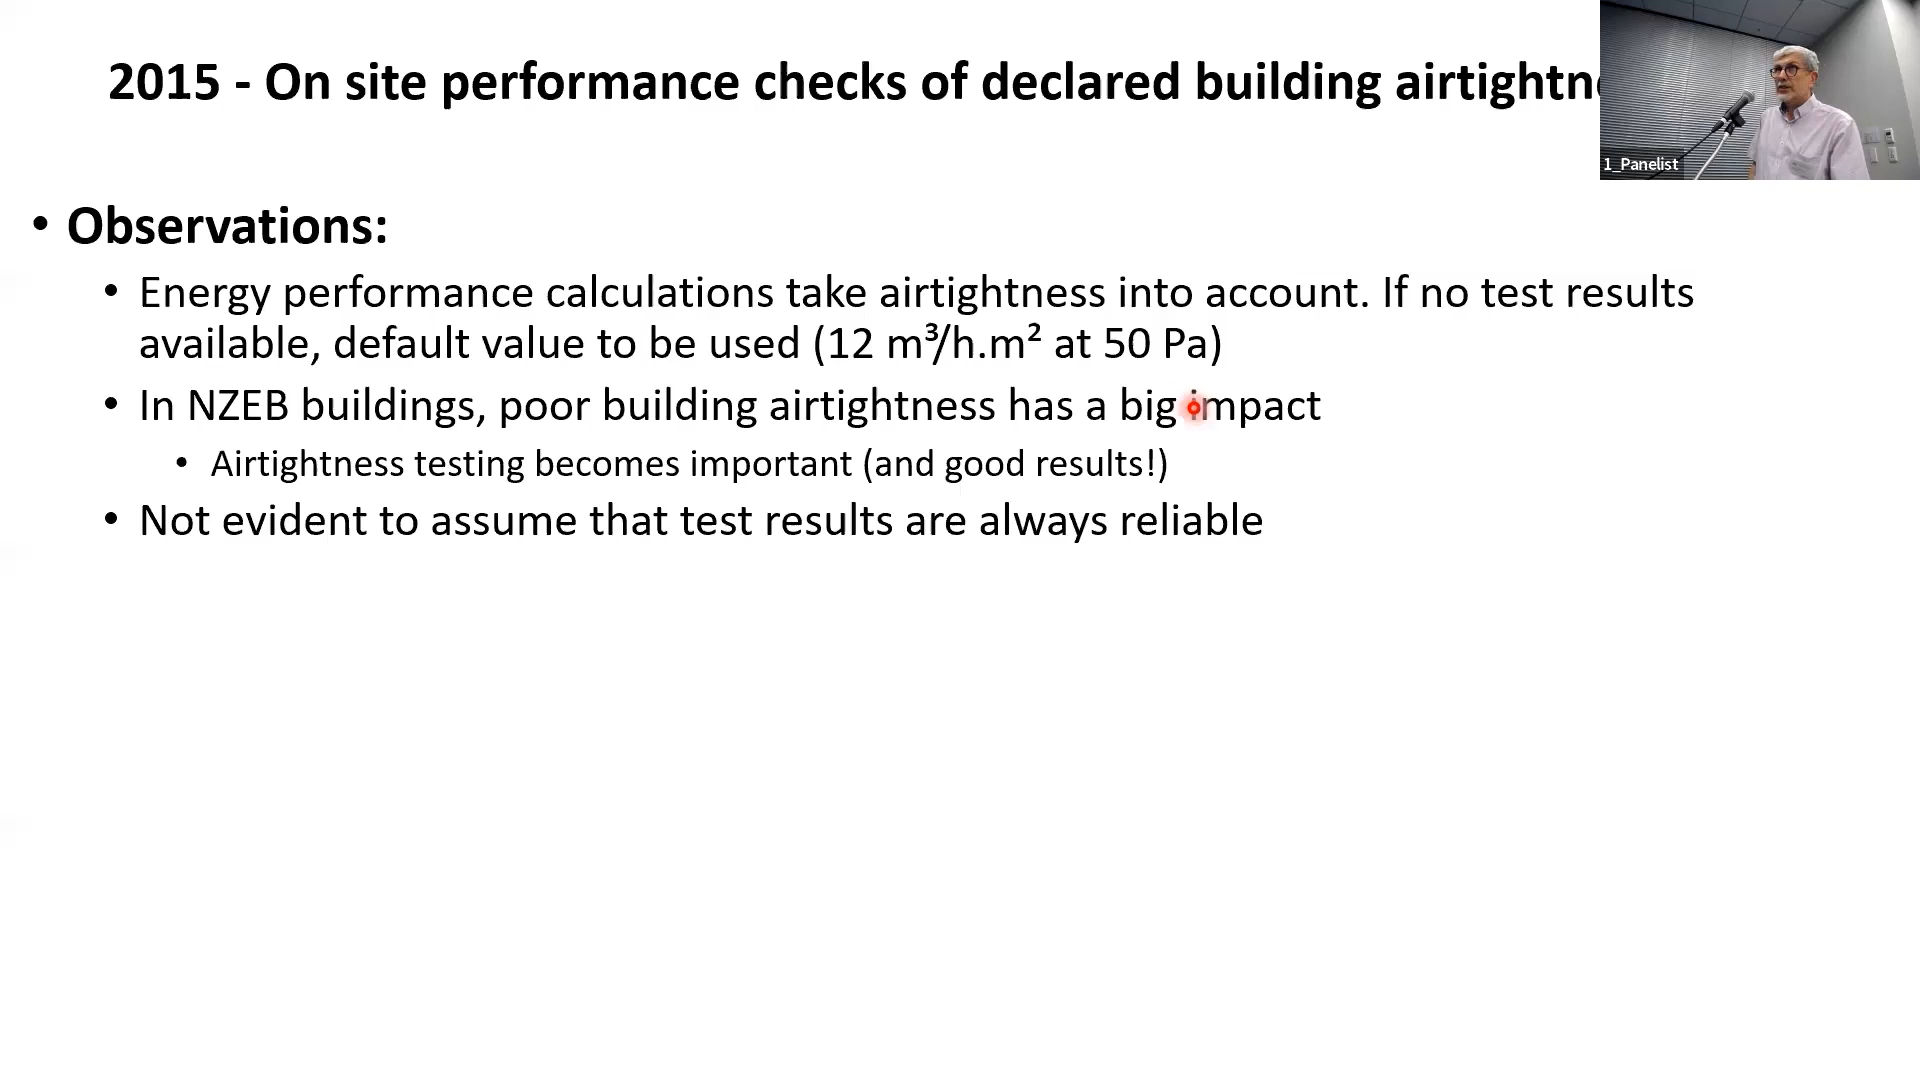 2015 - On site performance checks of declared building airtightn
1_Panelist
• Observations:
• Energy performance calculations take airtightness into account. If no test results
available, default value to be used (12 m³/h.m² at 50 Pa)
• In NZEB buildings, poor building airtightness has a big impact
• Airtightness testing becomes important (and good results!)
• Not evident to assume that test results are always reliable